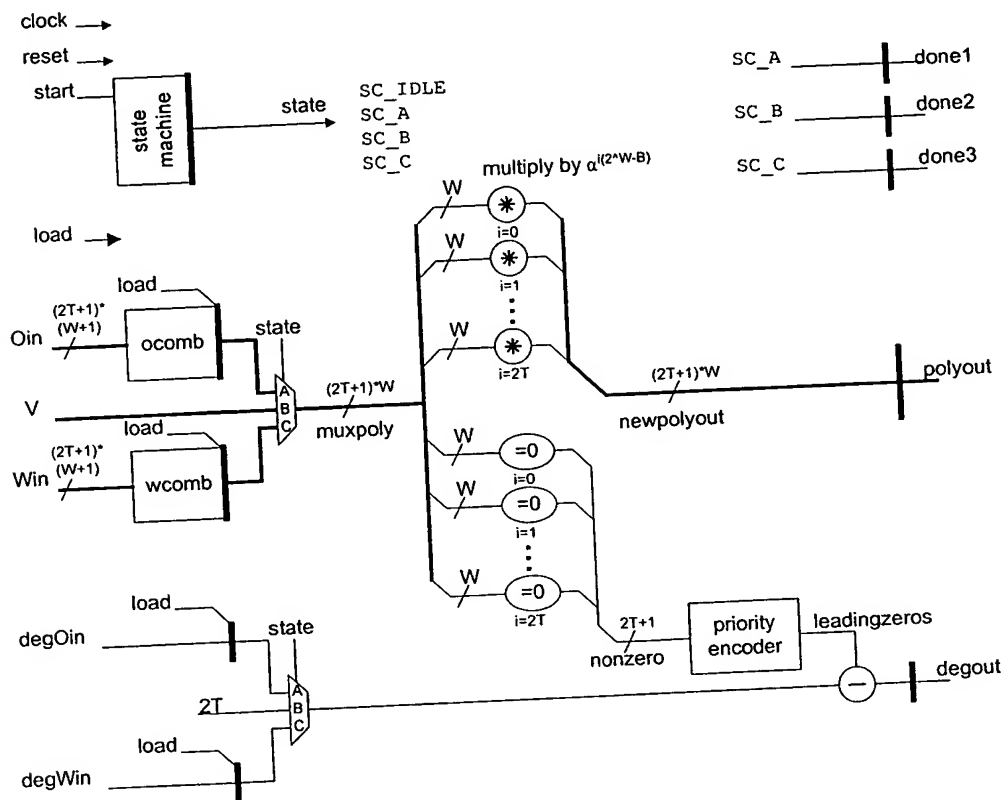 clock
reset
start
state
machine
state
SC_IDLE
SC_A
SC_B
SC_C
SC_A
done1
SC_B
done2
SC_C
done3
multiply by α^i(2^W-B)
W
*
i=0
W
*
i=1
W
*
i=2T
load
load
(2T+1)*
(W+1)
Oin
ocomb
state
A
B
C
V
load
(2T+1)*
(W+1)
Win
wcomb
(2T+1)*W
muxpoly
(2T+1)*W
newpolyout
polyout
W
=0
i=0
W
=0
i=1
W
=0
i=2T
2T+1
nonzero
priority
encoder
leadingzeros
load
degOin
state
A
B
C
2T
load
degWin
−
degout